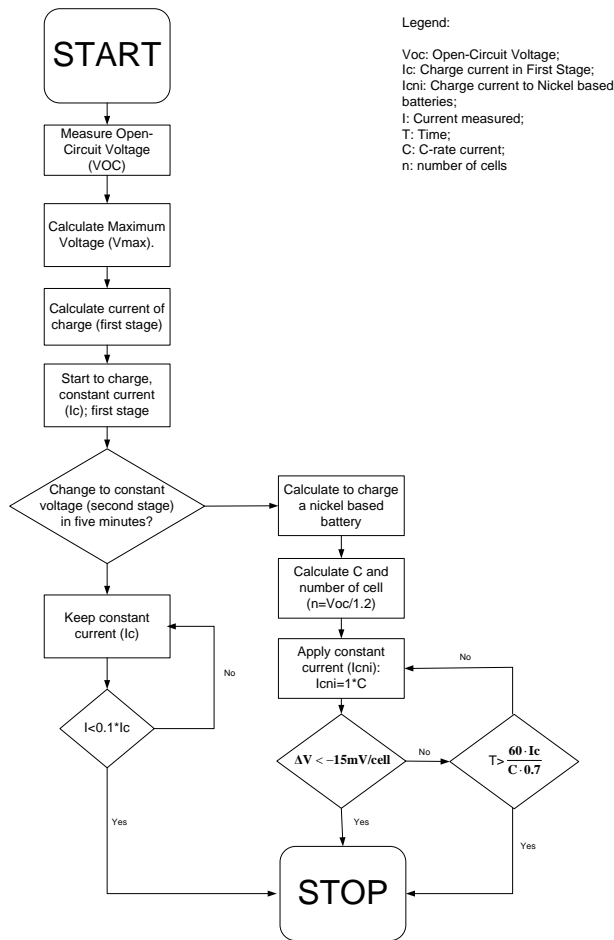 START
Measure Open-
Circuit Voltage
(VOC)
Calculate Maximum
Voltage (Vmax).
Calculate current of
charge (first stage)
Start to charge,
constant current
(Ic); first stage
Change to constant
voltage (second stage)
in five minutes?
Keep constant
current (Ic)
No
I<0.1*Ic
Yes
Calculate to charge
a nickel based
battery
Calculate C and
number of cell
(n=Voc/1.2)
Apply constant
current (Icni):
Icni=1*C
No
ΔV < −15mV/cell
No
T> 60·Ic
C·0.7
Yes
Yes
STOP
Legend:
Voc: Open-Circuit Voltage;
Ic: Charge current in First Stage;
Icni: Charge current to Nickel based
batteries;
I: Current measured;
T: Time;
C: C-rate current;
n: number of cells